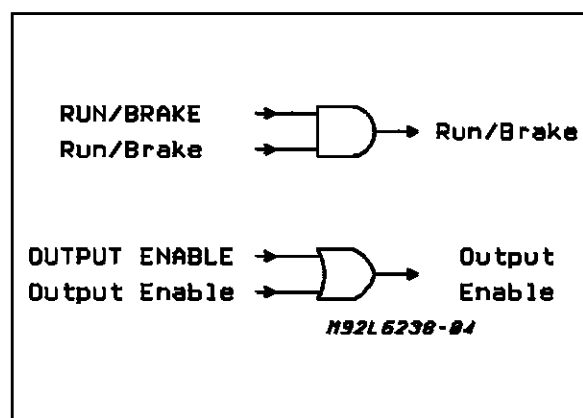 RUN/BRAKE
Run/Brake
Run/Brake
OUTPUT ENABLE
Output Enable
Output
Enable
M92L6238-04